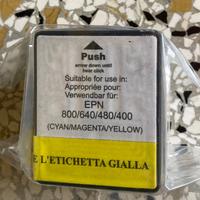 Push
arrow down until
hear click
Suitable for use in:
Appropriée pour:
Verwendbar für:
EPN
800/640/480/400
(CYAN/MAGENTA/YELLOW)
E L'ETICHETTA GIALLA